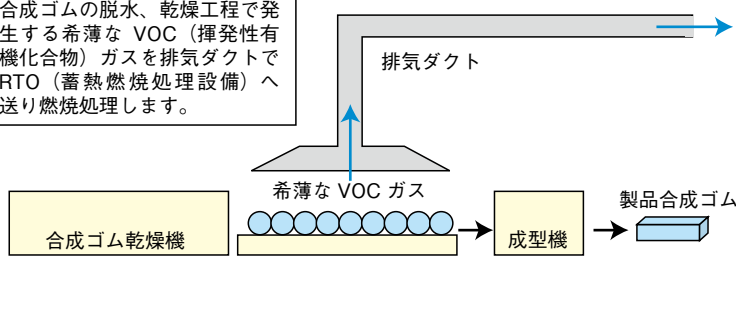 合成ゴムの脱水、乾燥工程で発
生する希薄な VOC（揮発性有
機化合物）ガスを排気ダクトで
RTO（蓄熱燃焼処理設備）へ
送り燃焼処理します。
排気ダクト
希薄な VOC ガス
製品合成ゴム
合成ゴム乾燥機
成型機